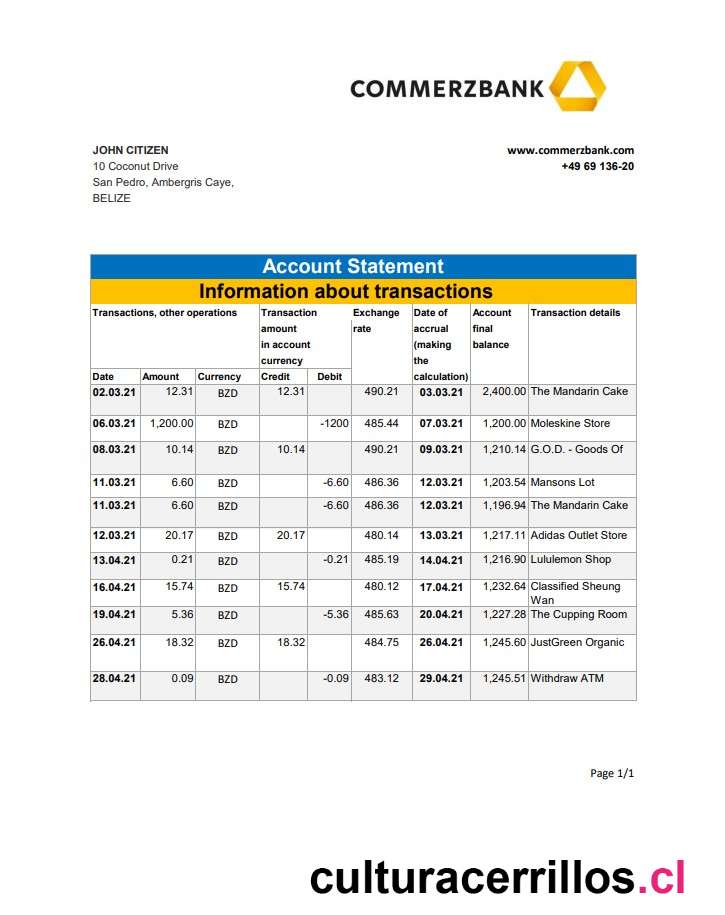 COMMERZBANK
JOHN CITIZEN
10 Coconut Drive
San Pedro, Ambergris Caye,
BELIZE
www.commerzbank.com
+49 69 136-20
Account Statement
Information about transactions
Transactions, other operations Transaction amount in account currency Exchange rate Date of accrual (making the calculation) Account final balance Transaction details
Date Amount Currency Credit Debit
02.03.21 12.31 BZD 12.31 490.21 03.03.21 2,400.00 The Mandarin Cake
06.03.21 1,200.00 BZD -1200 485.44 07.03.21 1,200.00 Moleskine Store
08.03.21 10.14 BZD 10.14 490.21 09.03.21 1,210.14 G.O.D. - Goods Of
11.03.21 6.60 BZD -6.60 486.36 12.03.21 1,203.54 Mansons Lot
11.03.21 6.60 BZD -6.60 486.36 12.03.21 1,196.94 The Mandarin Cake
12.03.21 20.17 BZD 20.17 480.14 13.03.21 1,217.11 Adidas Outlet Store
13.04.21 0.21 BZD -0.21 485.19 14.04.21 1,216.90 Lululemon Shop
16.04.21 15.74 BZD 15.74 480.12 17.04.21 1,232.64 Classified Sheung
Wan
19.04.21 5.36 BZD -5.36 485.63 20.04.21 1,227.28 The Cupping Room
26.04.21 18.32 BZD 18.32 484.75 26.04.21 1,245.60 JustGreen Organic
28.04.21 0.09 BZD -0.09 483.12 29.04.21 1,245.51 Withdraw ATM
Page 1/1
culturacerrillos.cl